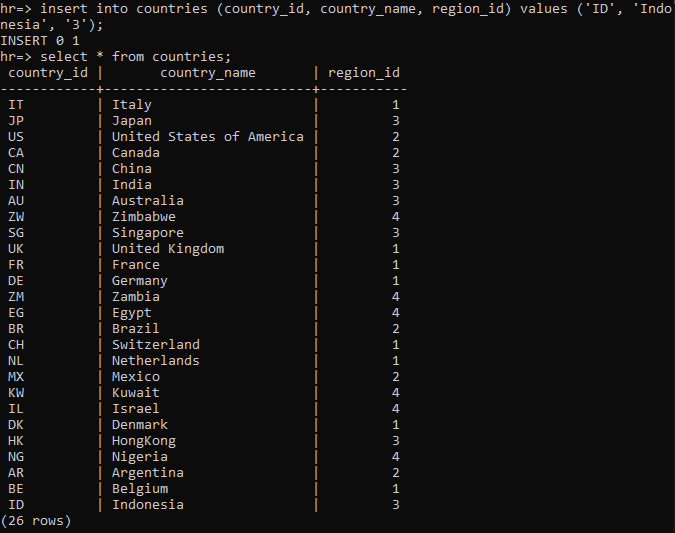 hr=> insert into countries (country_id, country_name, region_id) values ('ID', 'Indo
nesia', '3');
INSERT 0 1
hr=> select * from countries;
 country_id |       country_name       | region_id
------------+--------------------------+-----------
 IT         | Italy                    |         1
 JP         | Japan                    |         3
 US         | United States of America |         2
 CA         | Canada                   |         2
 CN         | China                    |         3
 IN         | India                    |         3
 AU         | Australia                |         3
 ZW         | Zimbabwe                 |         4
 SG         | Singapore                |         3
 UK         | United Kingdom           |         1
 FR         | France                   |         1
 DE         | Germany                  |         1
 ZM         | Zambia                   |         4
 EG         | Egypt                    |         4
 BR         | Brazil                   |         2
 CH         | Switzerland              |         1
 NL         | Netherlands              |         1
 MX         | Mexico                   |         2
 KW         | Kuwait                   |         4
 IL         | Israel                   |         4
 DK         | Denmark                  |         1
 HK         | HongKong                 |         3
 NG         | Nigeria                  |         4
 AR         | Argentina                |         2
 BE         | Belgium                  |         1
 ID         | Indonesia                |         3
(26 rows)